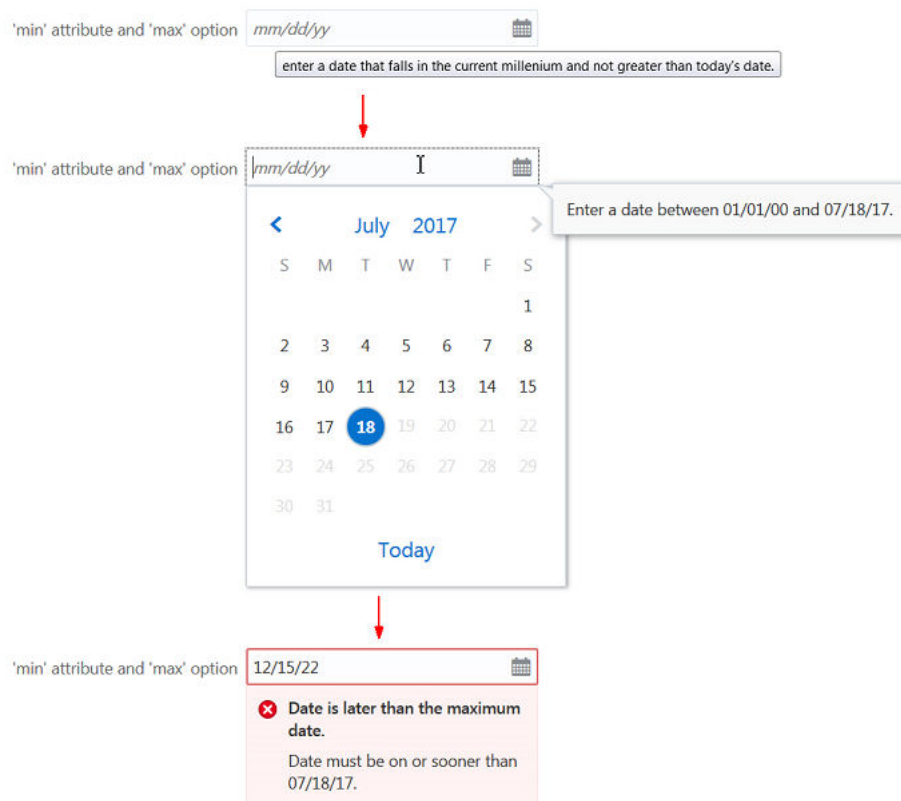 'min' attribute and 'max' option mm/dd/yy
enter a date that falls in the current millenium and not greater than today's date.
'min' attribute and 'max' option mm/dd/yy
Enter a date between 01/01/00 and 07/18/17.
July 2017
S M T W T F S
1
2 3 4 5 6 7 8
9 10 11 12 13 14 15
16 17 18 19 20 21 22
23 24 25 26 27 28 29
30 31
Today
'min' attribute and 'max' option 12/15/22
Date is later than the maximum
date.
Date must be on or sooner than
07/18/17.